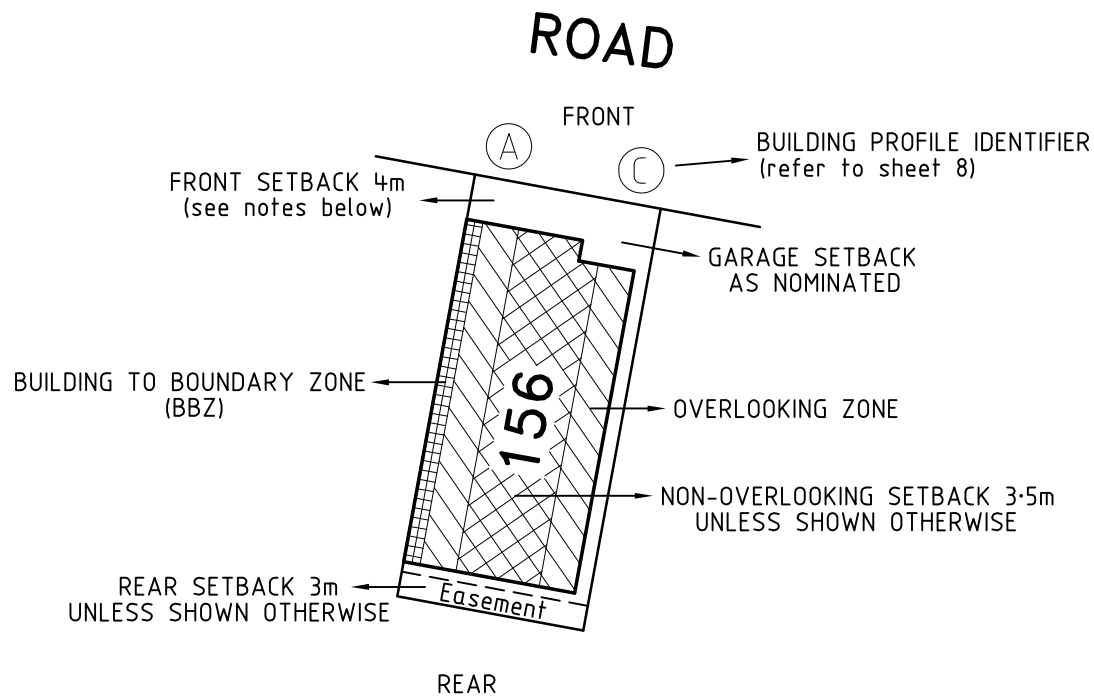 ROAD
FRONT
A
C
BUILDING PROFILE IDENTIFIER
(refer to sheet 8)
FRONT SETBACK 4m
(see notes below)
GARAGE SETBACK
AS NOMINATED
BUILDING TO BOUNDARY ZONE
(BBZ)
156
OVERLOOKING ZONE
NON-OVERLOOKING SETBACK 3·5m
UNLESS SHOWN OTHERWISE
REAR SETBACK 3m
UNLESS SHOWN OTHERWISE
Easement
REAR